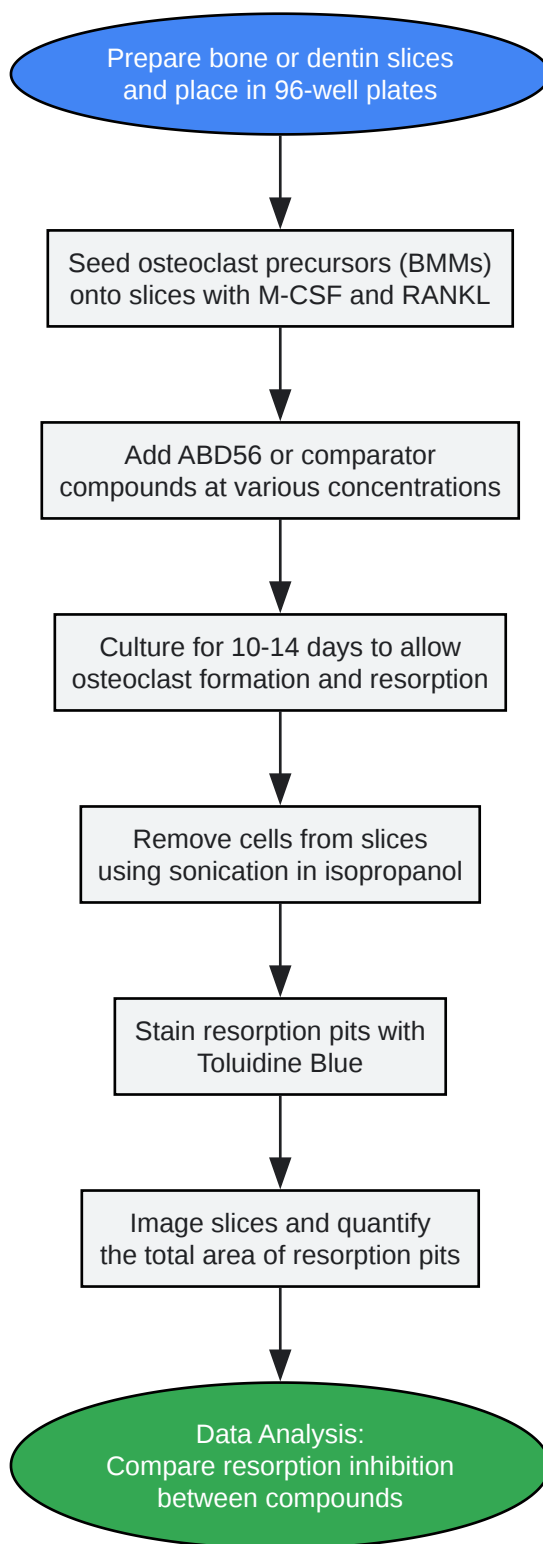 Prepare bone or dentin slices
and place in 96-well plates
Seed osteoclast precursors (BMMs)
onto slices with M-CSF and RANKL
Add ABD56 or comparator
compounds at various concentrations
Culture for 10-14 days to allow
osteoclast formation and resorption
Remove cells from slices
using sonication in isopropanol
Stain resorption pits with
Toluidine Blue
Image slices and quantify
the total area of resorption pits
Data Analysis:
Compare resorption inhibition
between compounds